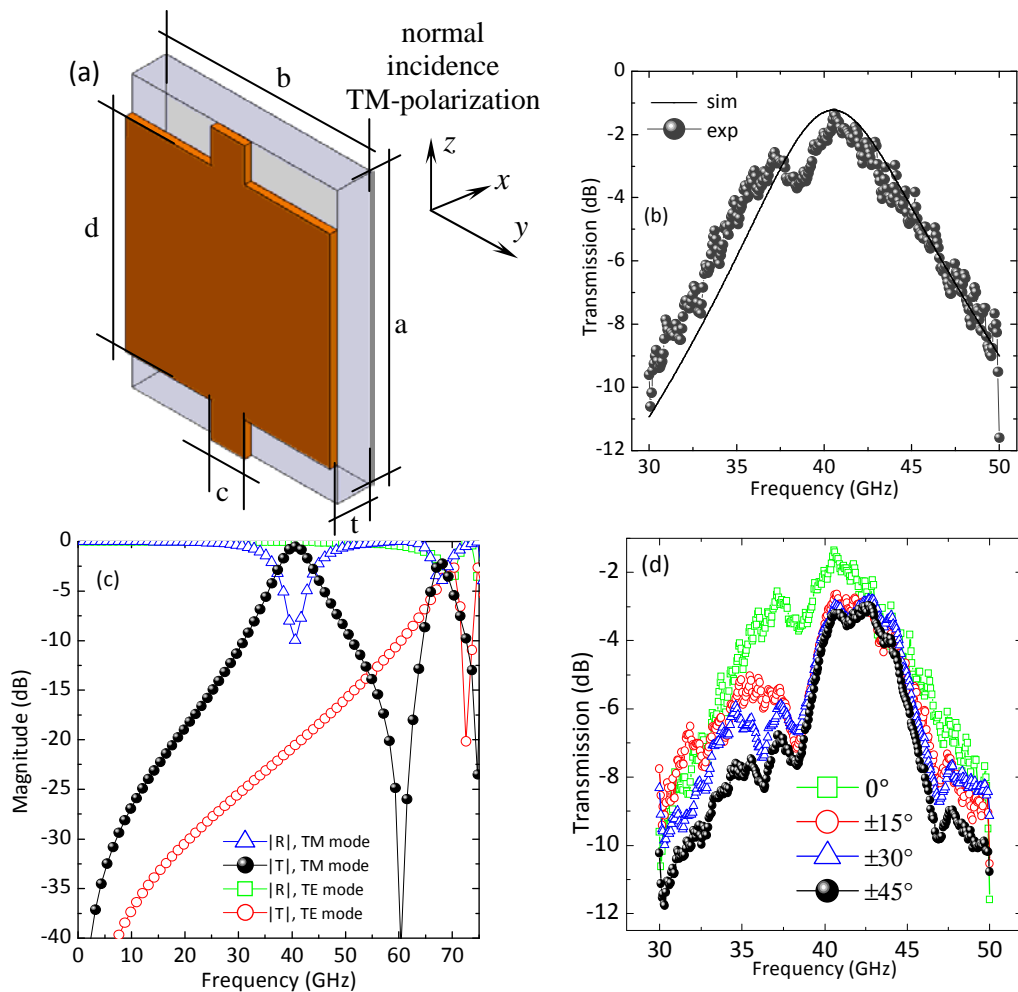 (a)
b
normal
incidence
TM-polarization
z
x
y
d
a
c
t
0
-2
-4
-6
-8
-10
-12
Transmission (dB)
sim
exp
(b)
30 35 40 45 50
Frequency (GHz)
0
-5
-10
-15
-20
-25
-30
-35
-40
Magnitude (dB)
(c)
|R|, TM mode
|T|, TM mode
|R|, TE mode
|T|, TE mode
0 10 20 30 40 50 60 70
Frequency (GHz)
-2
-4
-6
-8
-10
-12
Transmission (dB)
(d)
0°
±15°
±30°
±45°
30 35 40 45 50
Frequency (GHz)